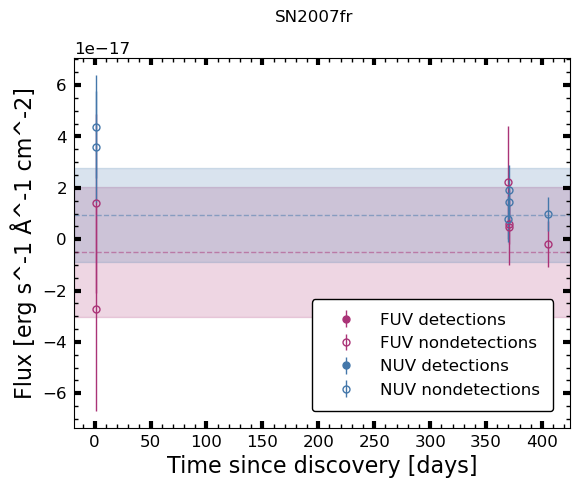 SN2007fr
1e−17
6
4
2
0
−2
−4
−6
Flux [erg s^-1 Å^-1 cm^-2]
FUV detections
FUV nondetections
NUV detections
NUV nondetections
0 50 100 150 200 250 300 350 400
Time since discovery [days]